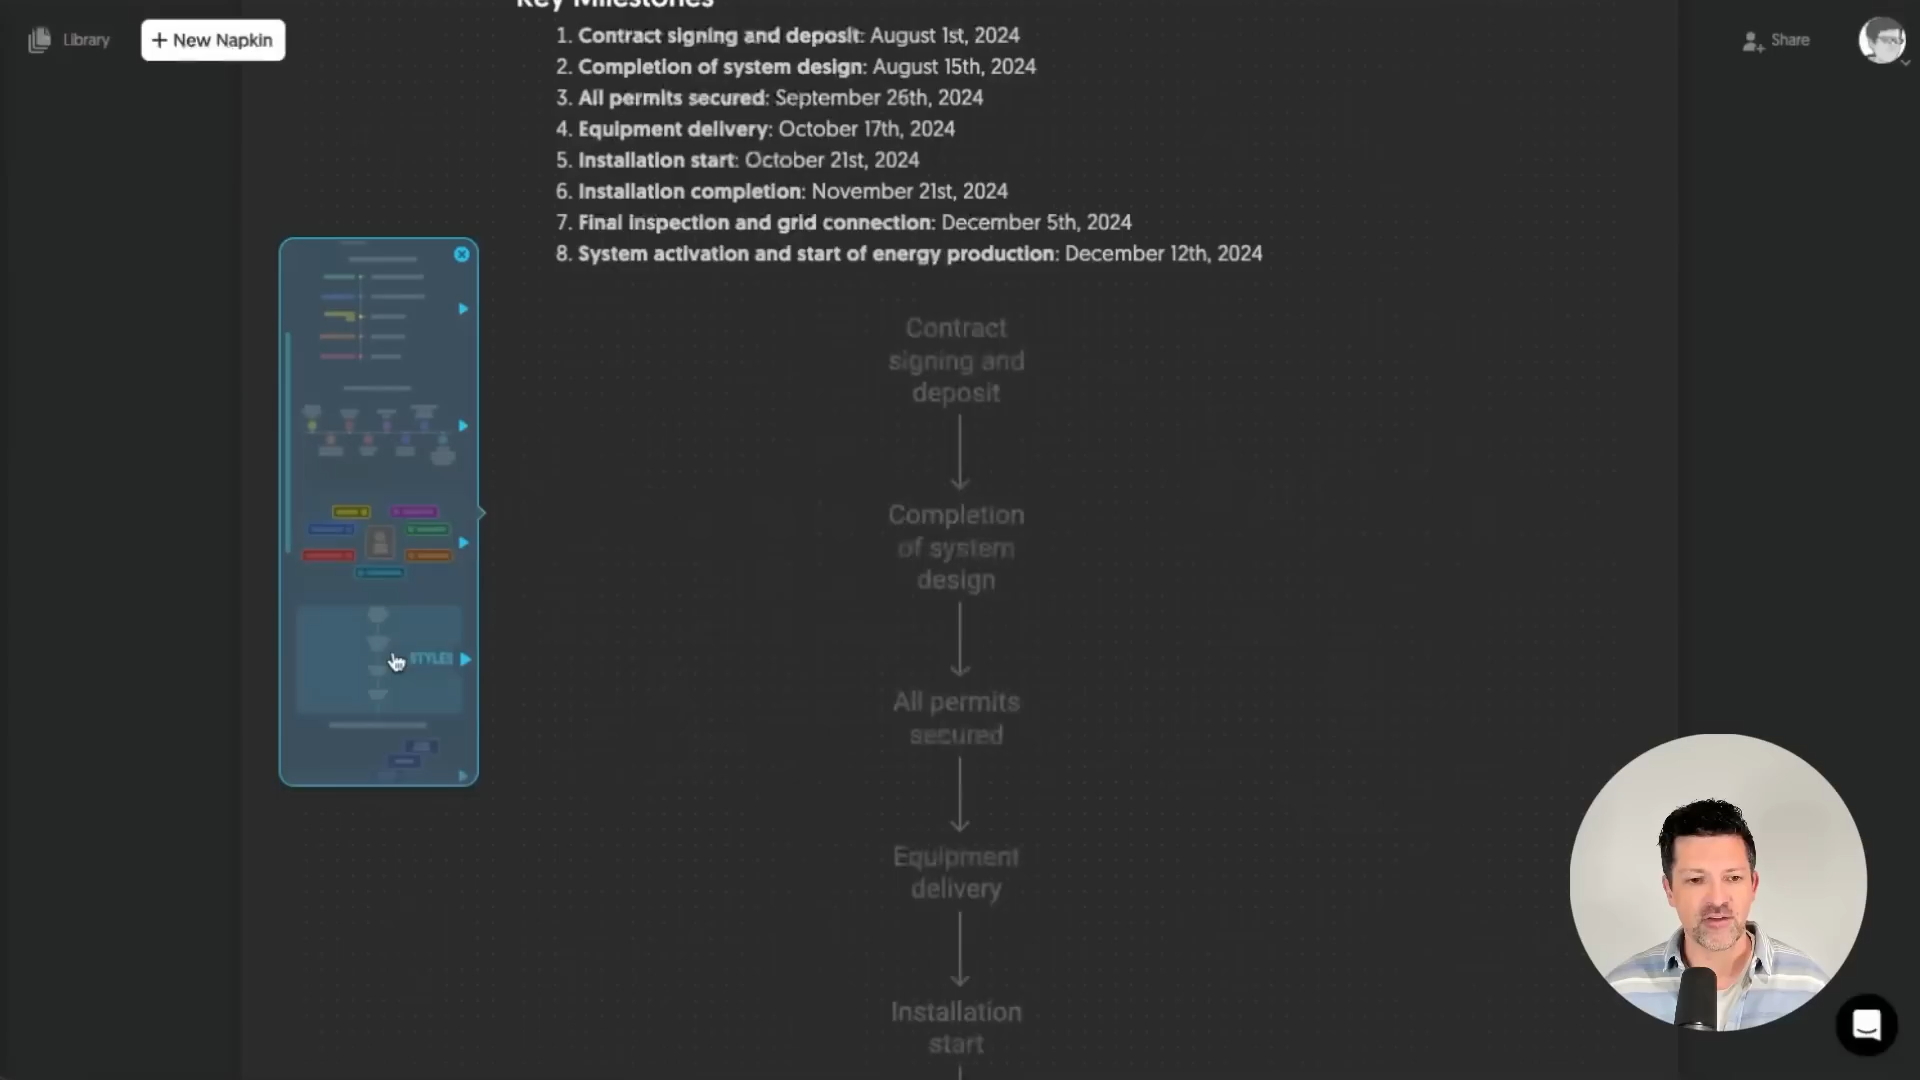 Key Milestones
Library
+ New Napkin
Share
1. Contract signing and deposit: August 1st, 2024
2. Completion of system design: August 15th, 2024
3. All permits secured: September 26th, 2024
4. Equipment delivery: October 17th, 2024
5. Installation start: October 21st, 2024
6. Installation completion: November 21st, 2024
7. Final inspection and grid connection: December 5th, 2024
8. System activation and start of energy production: December 12th, 2024
Contract
signing and
deposit
Completion
of system
design
STYLES
All permits
secured
Equipment
delivery
Installation
start